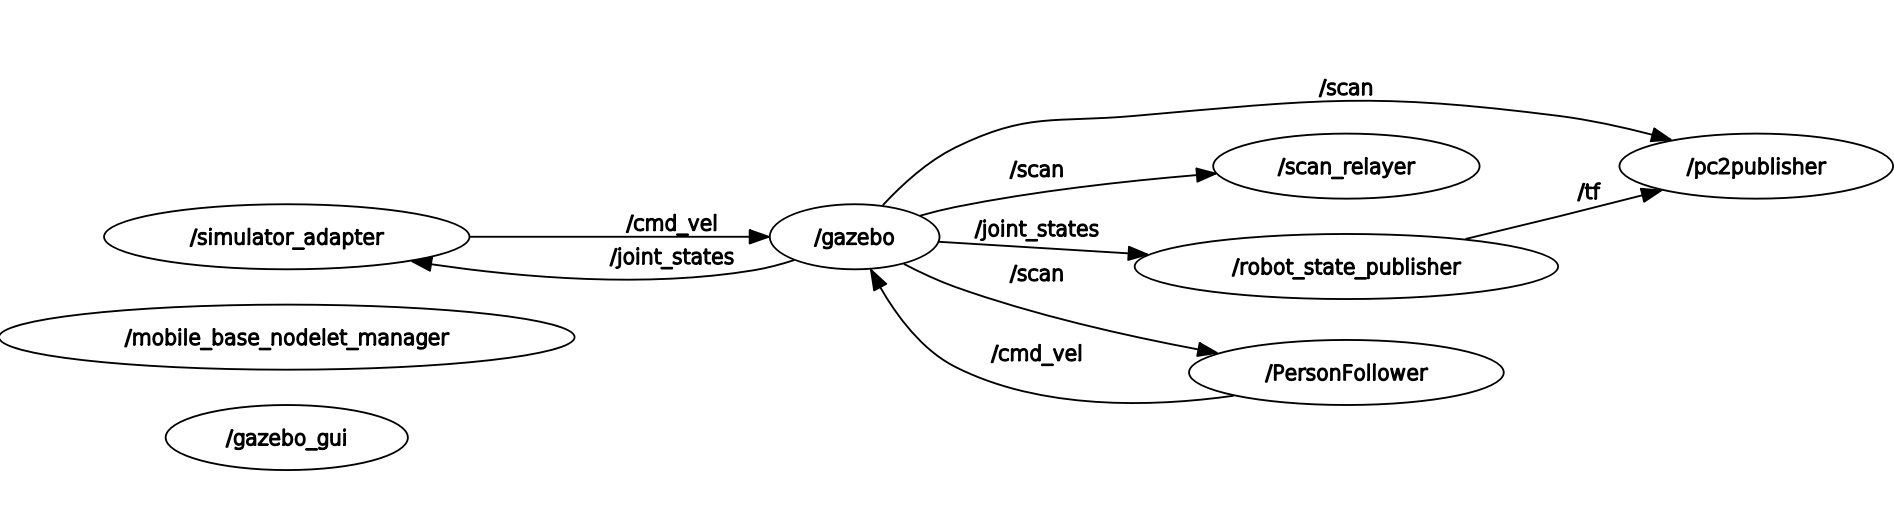 /scan
/scan
/scan_relayer
/pc2publisher
/tf
/cmd_vel
/simulator_adapter
/gazebo
/joint_states
/joint_states
/robot_state_publisher
/scan
/mobile_base_nodelet_manager
/cmd_vel
/PersonFollower
/gazebo_gui